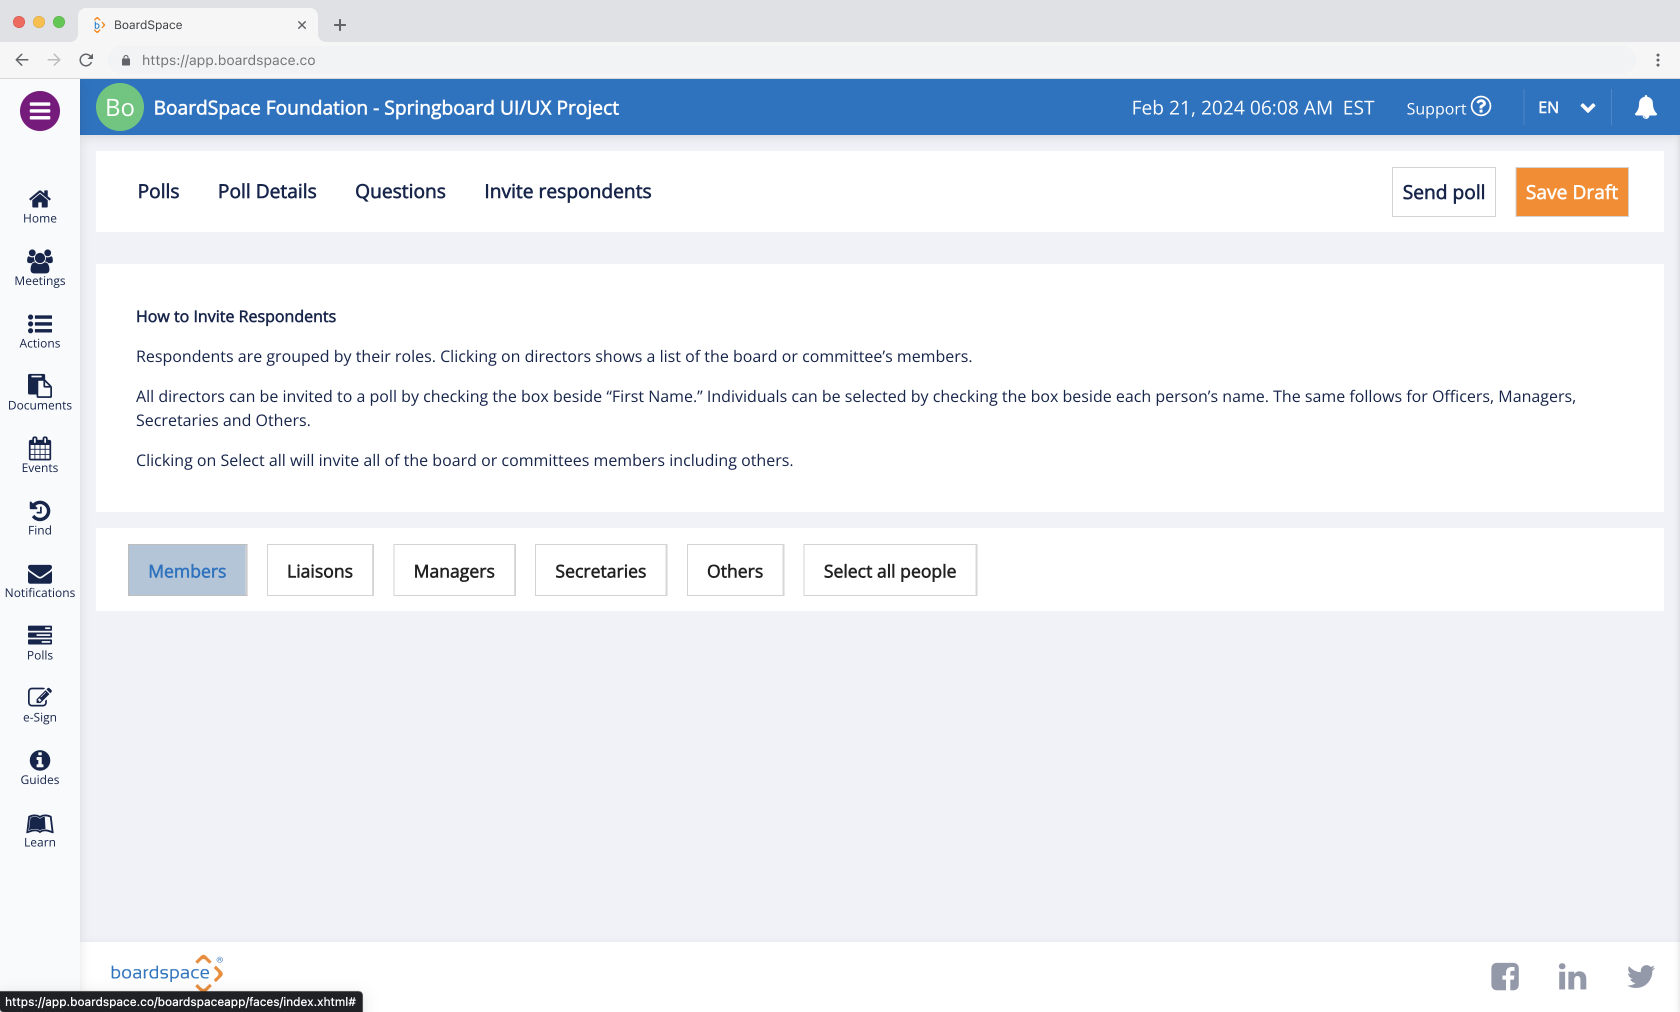 BoardSpace
https://app.boardspace.co
Bo
BoardSpace Foundation - Springboard UI/UX Project
Feb 21, 2024 06:08 AM EST
Support ?
EN
Home
Meetings
Actions
Documents
Events
Find
Notifications
Polls
e-Sign
Guides
Learn
Polls
Poll Details
Questions
Invite respondents
Send poll
Save Draft
How to Invite Respondents
Respondents are grouped by their roles. Clicking on directors shows a list of the board or committee’s members.
All directors can be invited to a poll by checking the box beside “First Name.” Individuals can be selected by checking the box beside each person’s name. The same follows for Officers, Managers,
Secretaries and Others.
Clicking on Select all will invite all of the board or committees members including others.
Members
Liaisons
Managers
Secretaries
Others
Select all people
boardspace®
https://app.boardspace.co/boardspaceapp/faces/index.xhtml#